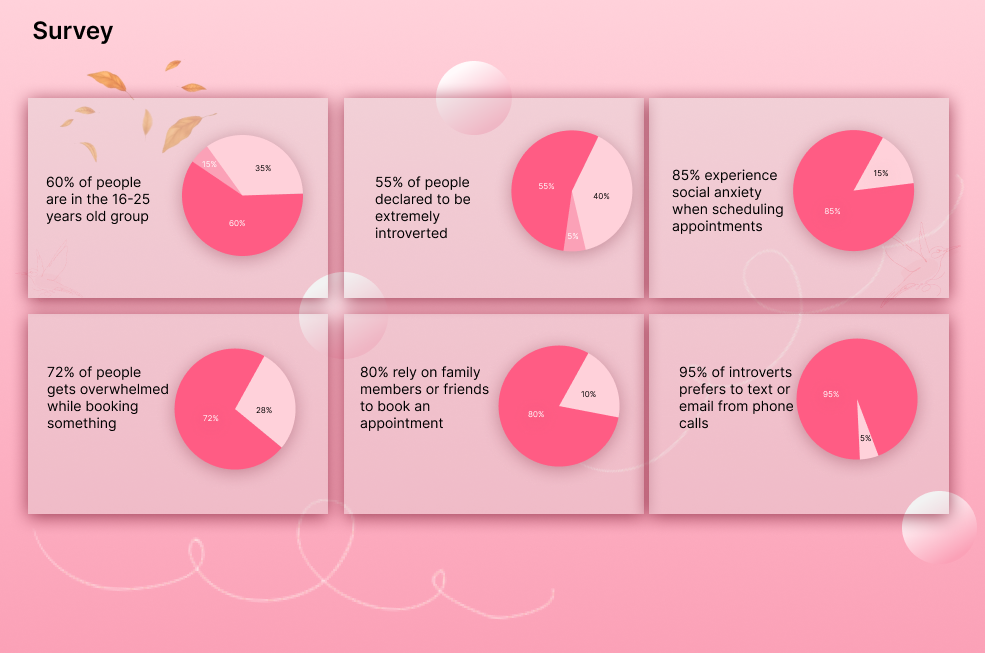 Survey
60% of people
are in the 16-25
years old group
15%
35%
60%
55% of people
declared to be
extremely
introverted
55%
40%
5%
85% experience
social anxiety
when scheduling
appointments
15%
85%
72% of people
gets overwhelmed
while booking
something
72%
28%
80% rely on family
members or friends
to book an
appointment
10%
80%
95% of introverts
prefers to text or
email from phone
calls
95%
5%